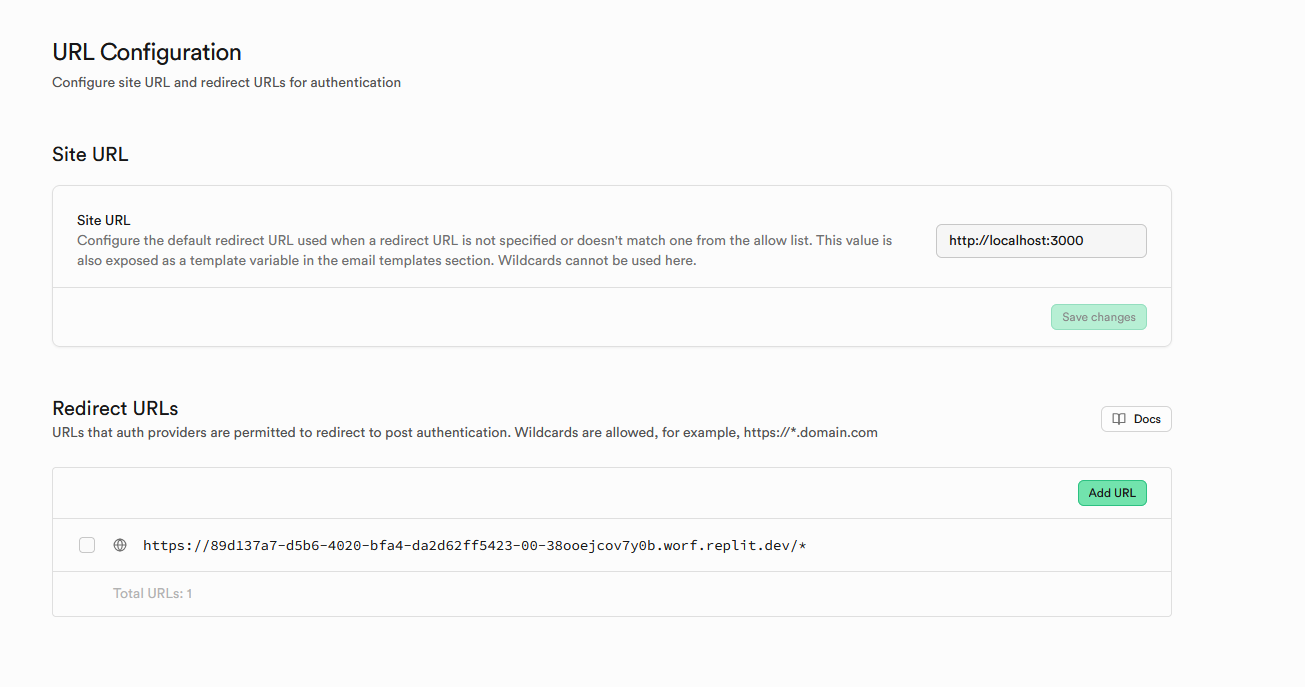 URL Configuration
Configure site URL and redirect URLs for authentication
Site URL
Site URL
Configure the default redirect URL used when a redirect URL is not specified or doesn't match one from the allow list. This value is
also exposed as a template variable in the email templates section. Wildcards cannot be used here.
http://localhost:3000
Save changes
Redirect URLs
URLs that auth providers are permitted to redirect to post authentication. Wildcards are allowed, for example, https://*.domain.com
Docs
Add URL
https://89d137a7-d5b6-4020-bfa4-da2d62ff5423-00-38ooejcov7y0b.worf.replit.dev/*
Total URLs: 1